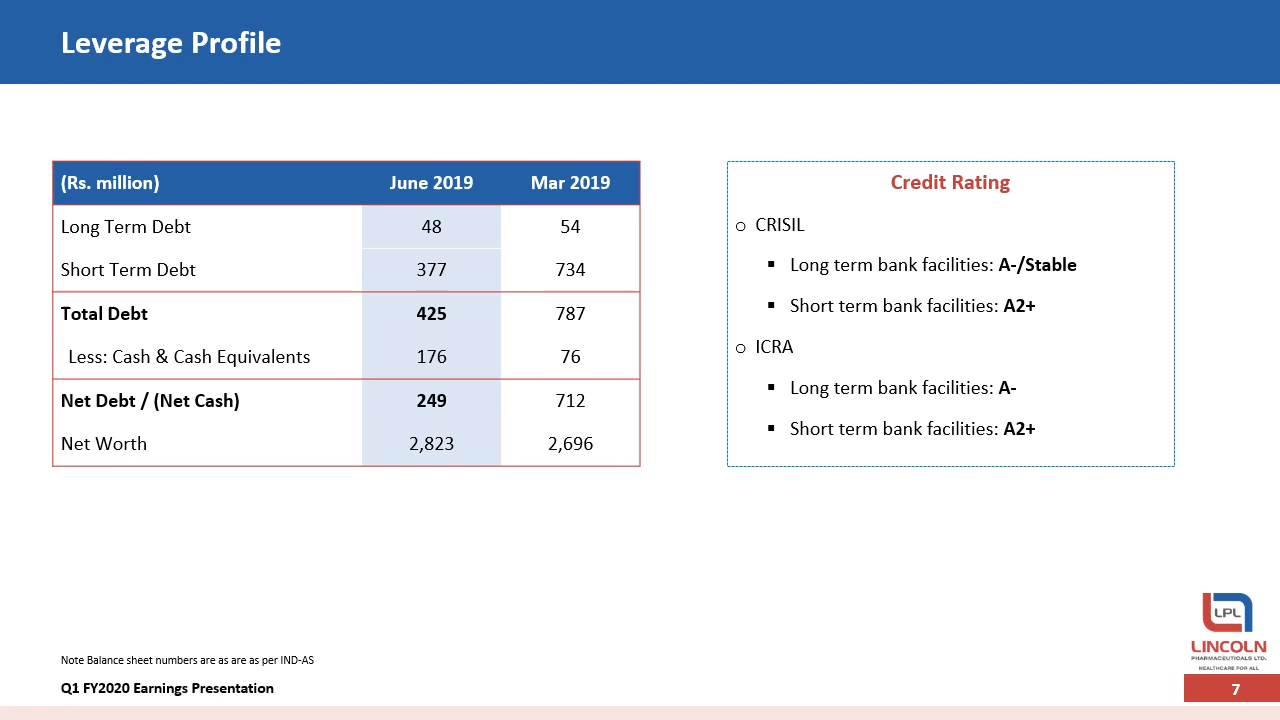 Leverage Profile
(Rs. million) June 2019 Mar 2019
Long Term Debt 48 54
Short Term Debt 377 734
Total Debt 425 787
Less: Cash & Cash Equivalents 176 76
Net Debt / (Net Cash) 249 712
Net Worth 2,823 2,696
Credit Rating
o CRISIL
▪ Long term bank facilities: A-/Stable
▪ Short term bank facilities: A2+
o ICRA
▪ Long term bank facilities: A-
▪ Short term bank facilities: A2+
Note Balance sheet numbers are as are as per IND-AS
Q1 FY2020 Earnings Presentation
LPL
LINCOLN
PHARMACEUTICALS LTD.
HEALTHCARE FOR ALL
7